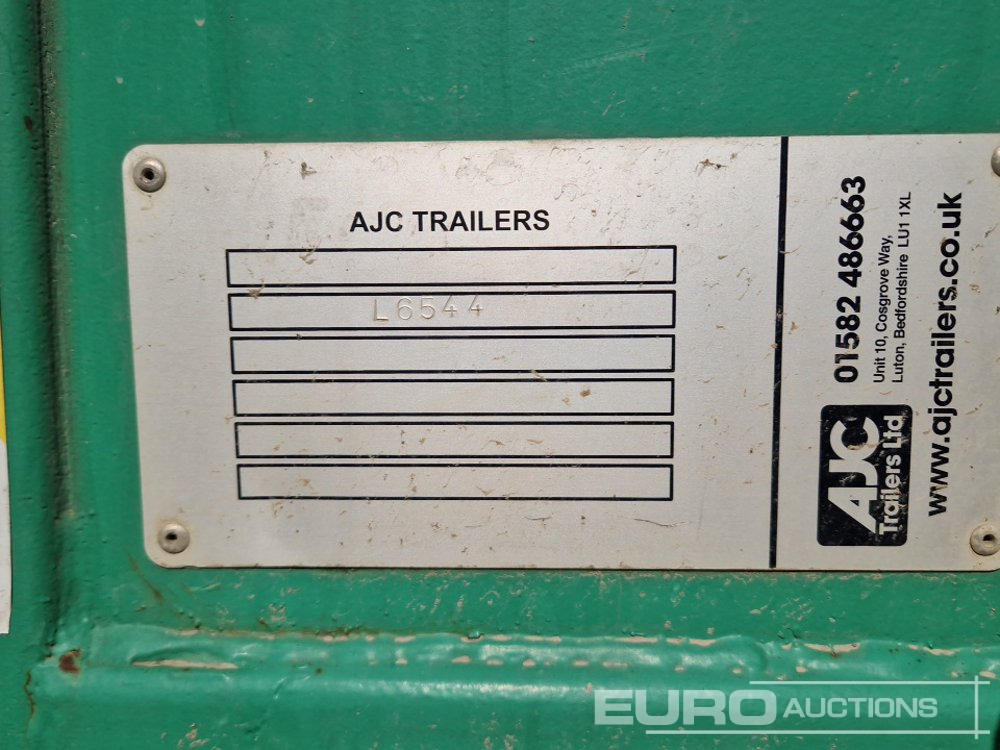 AJC TRAILERS
L6544
AJC
Trailers Ltd
01582 486663
Unit 10, Cosgrove Way,
Luton, Bedfordshire LU1 1XL
www.ajctrailers.co.uk
EURO AUCTIONS